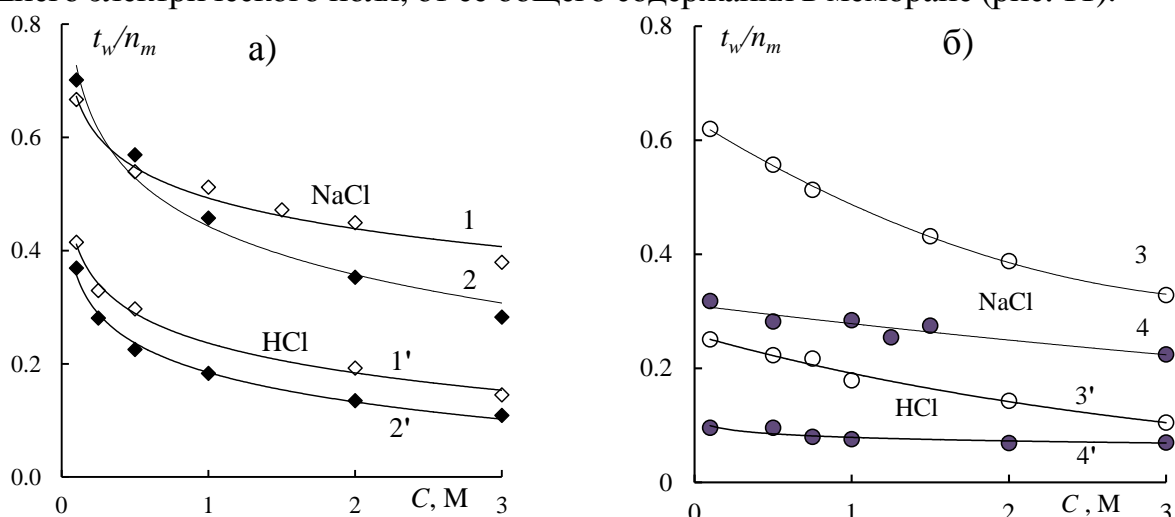 электрического поля, от ее общего содержания в мембране (рис. 11).
t_w/n_m
а)
0.8
0.6
0.4
0.2
0.0
NaCl
1
2
HCl
1'
2'
0
1
2
C, M
3
t_w/n_m
б)
0.8
0.6
0.4
0.2
0
3
NaCl
4
3'
HCl
4'
0
1
2
C , M
3